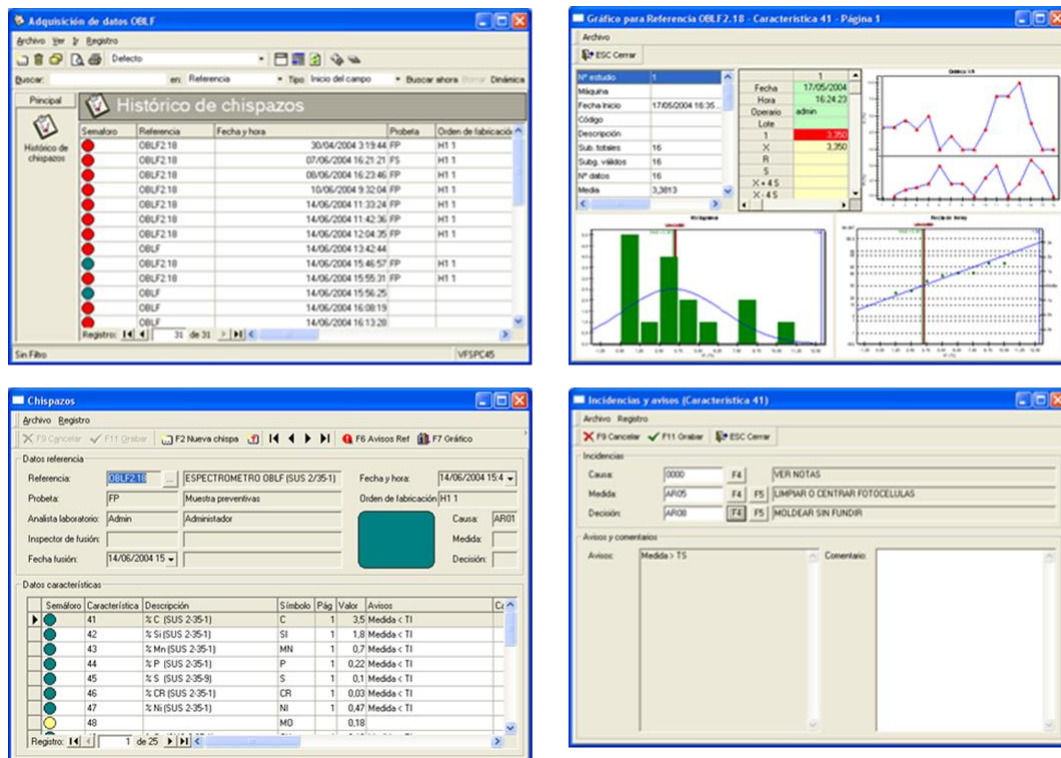 Adquisición de datos OBLF
Archivo Ver Ir Registro
Defecto
Buscar: en: Referencia Tipo Inicio del campo Buscar ahora Borrar Dinámica
Principal
Histórico de chispazos
Histórico de
chispazos
Semaforo Referencia Fecha y hora Probeta Orden de fabricación
OBLF2.18 30/04/2004 3:19:44 FP H1 1
OBLF2.18 07/06/2004 16:21:21 FS H1 1
OBLF2.18 08/06/2004 16:23:46 FP H1 1
OBLF2.18 10/06/2004 9:32:04 FP H1 1
OBLF2.18 14/06/2004 11:33:24 FP H1 1
OBLF2.18 14/06/2004 11:42:36 FP H1 1
OBLF2.18 14/06/2004 12:04:35 FP H1 1
OBLF 14/06/2004 13:42:44
OBLF2.18 14/06/2004 15:46:57 FP H1 1
OBLF2.18 14/06/2004 15:55:31 FP H1 1
OBLF 14/06/2004 15:56:25
OBLF 14/06/2004 16:08:19
OBLF 14/06/2004 16:13:28
Registro: 31 de 31
Sin Filtro VFSPC45
Gráfico para Referencia OBLF2.18 - Característica 41 - Página 1
Archivo
ESC Cerrar
Nº estudio 1
Máquina
Fecha Inicio 17/05/2004 16:35...
Código
Descripción
Sub. totales 16
Subg. válidos 16
Nº datos 16
Media 3,3813
1
Fecha 17/05/2004
Hora 16:24:23
Operario admin
Lote
1 3,350
X 3,350
R
S
X + 4 S
X - 4 S
Histograma
Chispazos
Archivo Registro
F9 Cancelar F11 Grabar F2 Nueva chispa F6 Avisos Ref F7 Gráfico
Datos referencia
Referencia: OBLF2.18 ... ESPECTROMETRO OBLF (SUS 2/35-1) Fecha y hora: 14/06/2004 15:4
Probeta: FP Muestra preventivas Orden de fabricación H1 1
Analista laboratorio: Admin Administador Causa: AR01
Inspector de fusión: Medida:
Fecha fusión: 14/06/2004 15 Decisión:
Datos características
Semáforo Característica Descripción Símbolo Pág Valor Avisos
41 % C (SUS 2-35-1) C 1 3,5 Medida < TI
42 % Si (SUS 2-35-1) SI 1 1,8 Medida < TI
43 % Mn (SUS 2-35-1) MN 1 0,7 Medida < TI
44 % P (SUS 2-35-1) P 1 0,22 Medida < TI
45 % S (SUS 2-35-9) S 1 0,1 Medida < TI
46 % CR (SUS 2-35-1) CR 1 0,03 Medida < TI
47 % Ni (SUS 2-35-1) NI 1 0,47 Medida < TI
48 MO 0,18
Registro: 1 de 25
Incidencias y avisos (Característica 41)
Archivo Registro
F9 Cancelar F11 Grabar ESC Cerrar
Incidencias
Causa: 0000 F4 VER NOTAS
Medida: AR05 F4 F5 LIMPIAR O CENTRAR FOTOCELULAS
Decisión: AR08 F4 F5 MOLDEAR SIN FUNDIR
Avisos y comentarios
Avisos: Medida > TS Comentario: